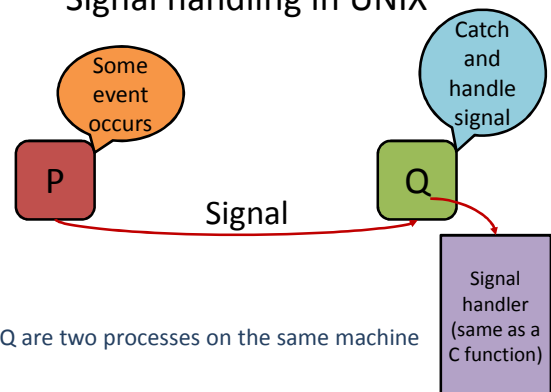 Signal handling in UNIX
Some
event
occurs
Catch
and
handle
signal
P
Q
Signal
Signal
handler
(same as a
C function)
Q are two processes on the same machine